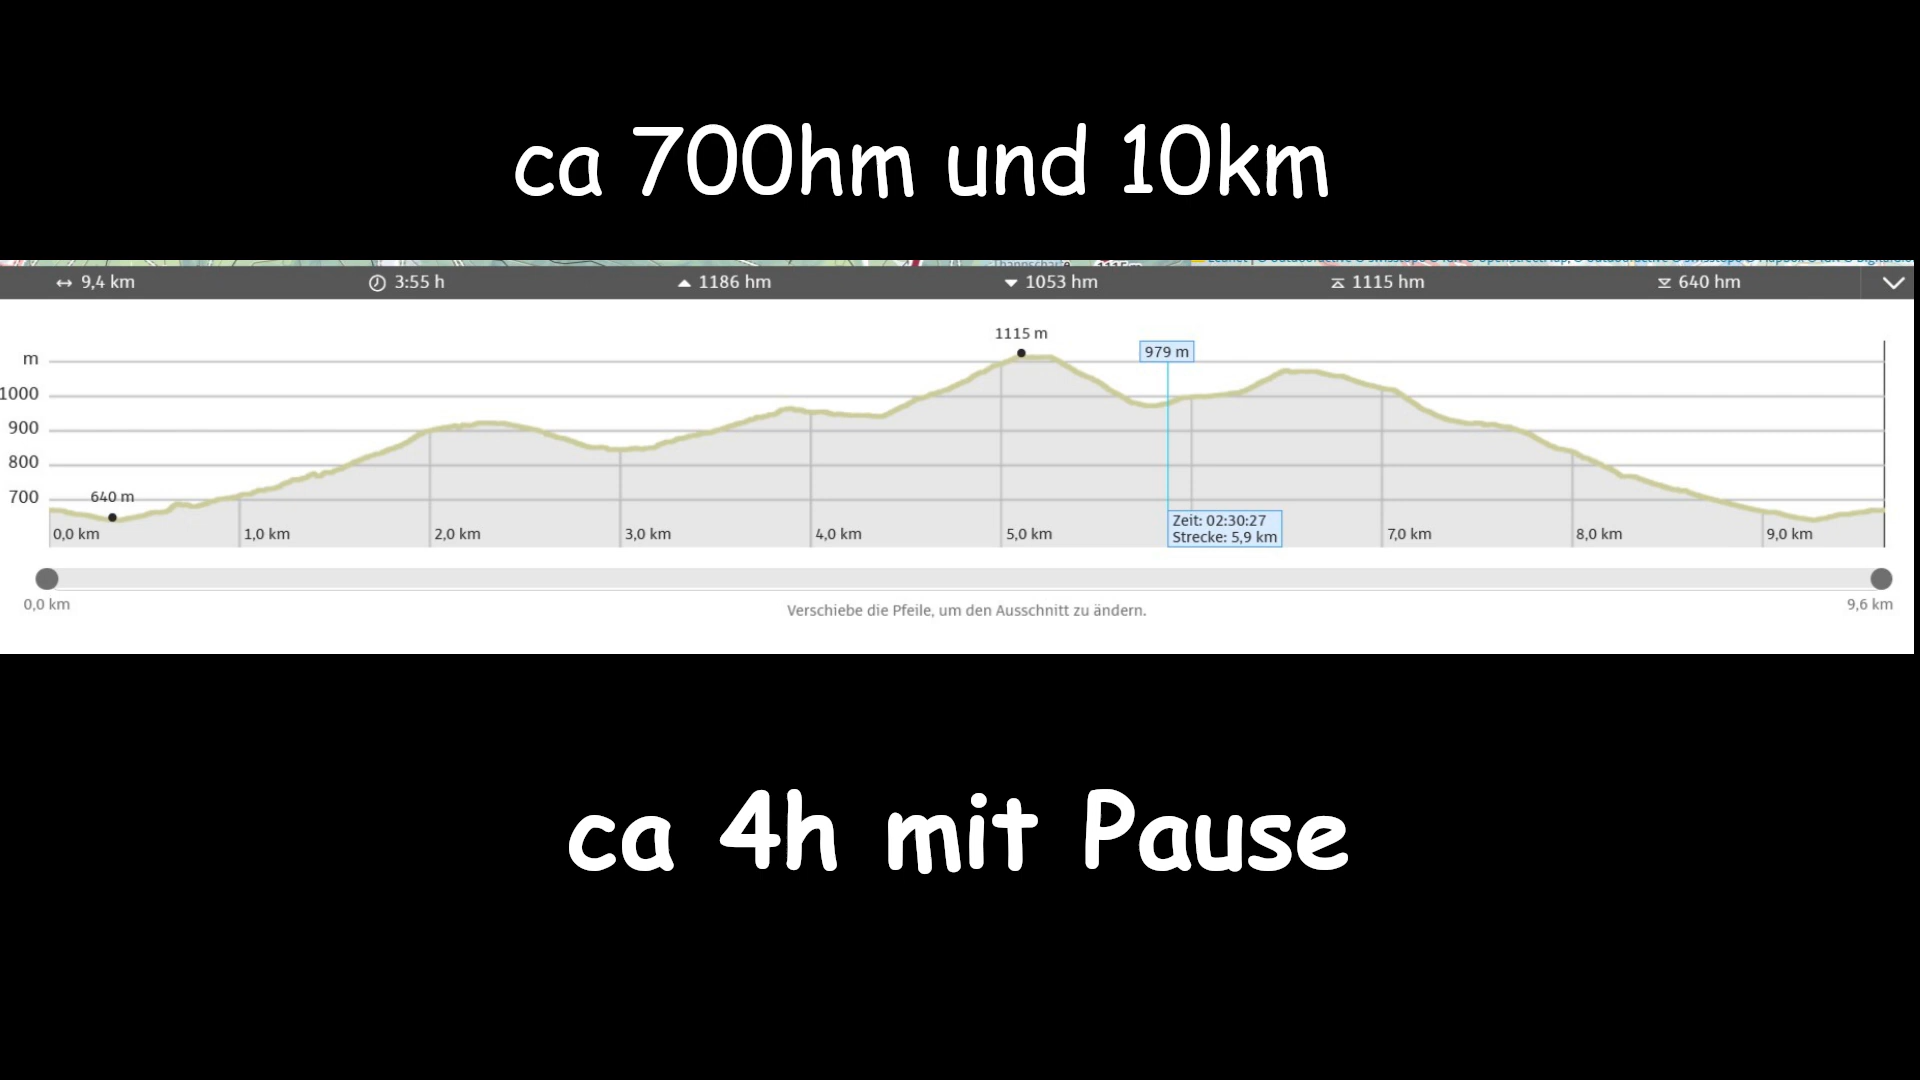 ca 700hm und 10km
9,4 km 3:55 h 1186 hm 1053 hm 1115 hm 640 hm
1115 m
979 m
m
1000
900
800
700
640 m
Zeit: 02:30:27
Strecke: 5,9 km
0,0 km 1,0 km 2,0 km 3,0 km 4,0 km 5,0 km 7,0 km 8,0 km 9,0 km
0,0 km 9,6 km
Verschiebe die Pfeile, um den Ausschnitt zu ändern.
ca 4h mit Pause